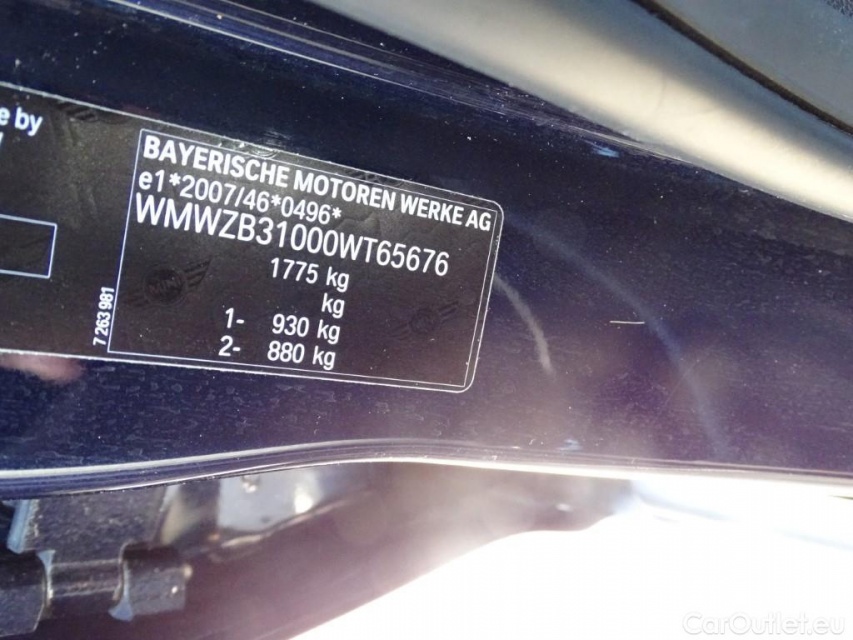 e by
BAYERISCHE MOTOREN WERKE AG
e1*2007/46*0496*
WMWZB31000WT65676
1775 kg
kg
1- 930 kg
2- 880 kg
7 263 981
CarOutlet.eu